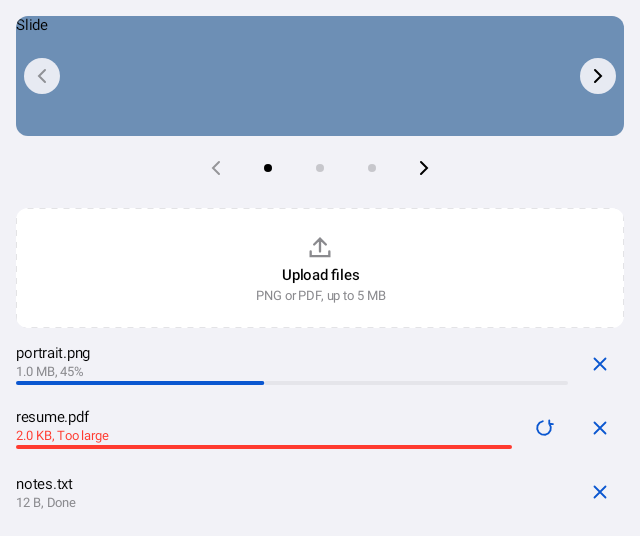 Slide
Upload files
PNG or PDF, up to 5 MB
portrait.png
1.0 MB, 45%
resume.pdf
2.0 KB, Too large
notes.txt
12 B, Done